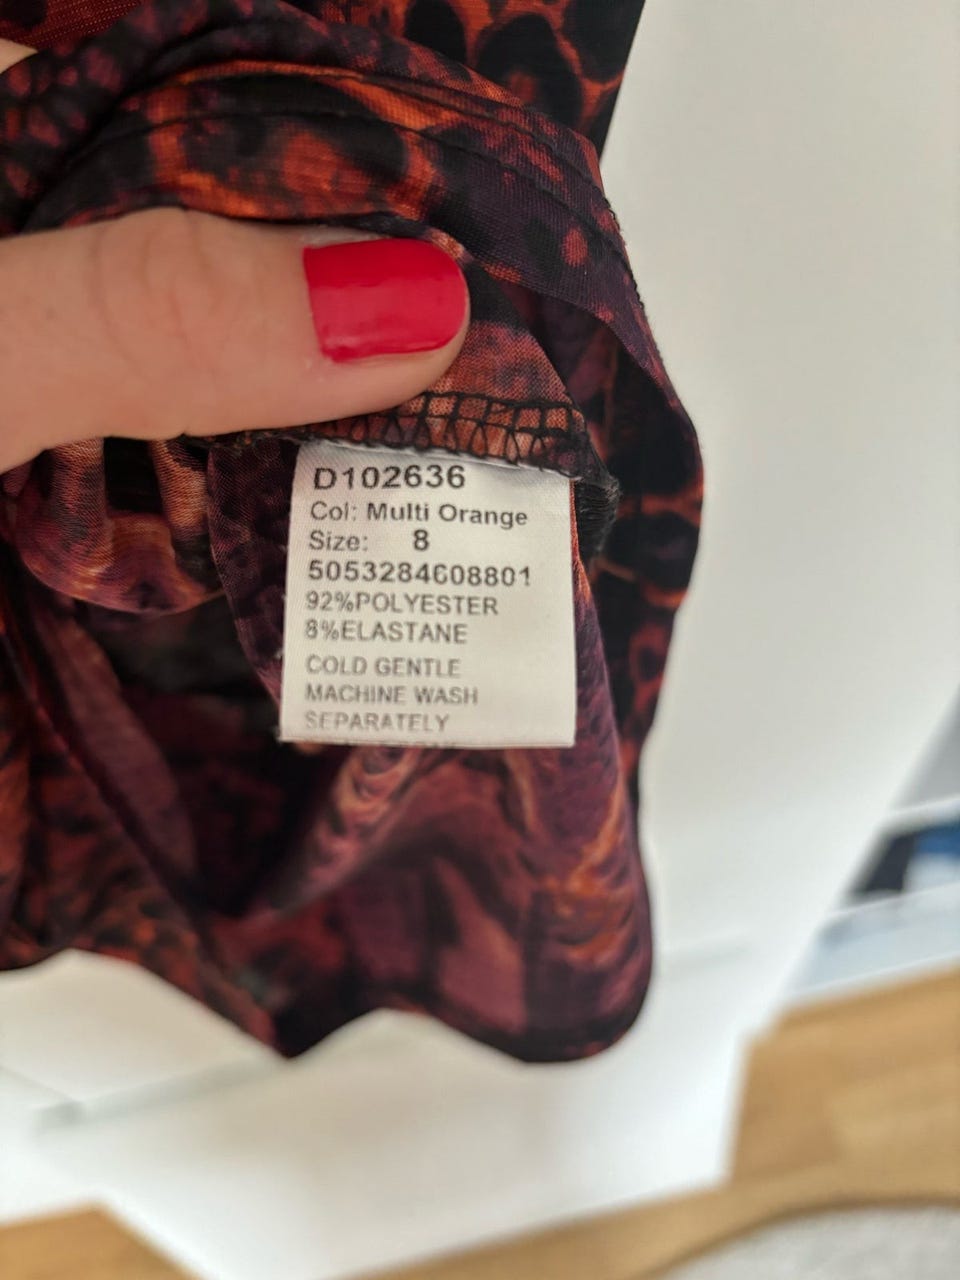 D102636
Col: Multi Orange
Size: 8
5053284608801
92%POLYESTER
8%ELASTANE
COLD GENTLE
MACHINE WASH
SEPARATELY